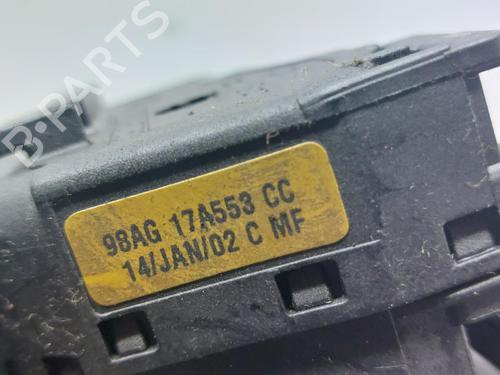 B-PARTS
98AG 17A553 CC
14/JAN/02 C MF